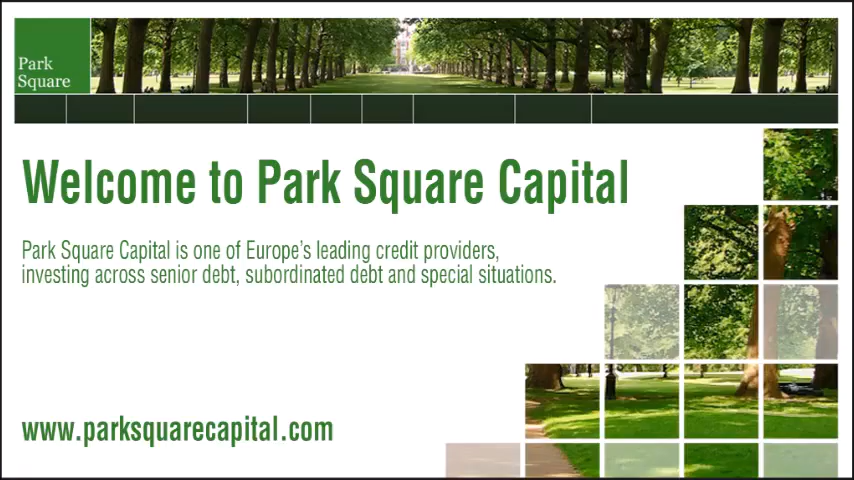 Park
Square
Welcome to Park Square Capital
Park Square Capital is one of Europe's leading credit providers,
investing across senior debt, subordinated debt and special situations.
www.parksquarecapital.com